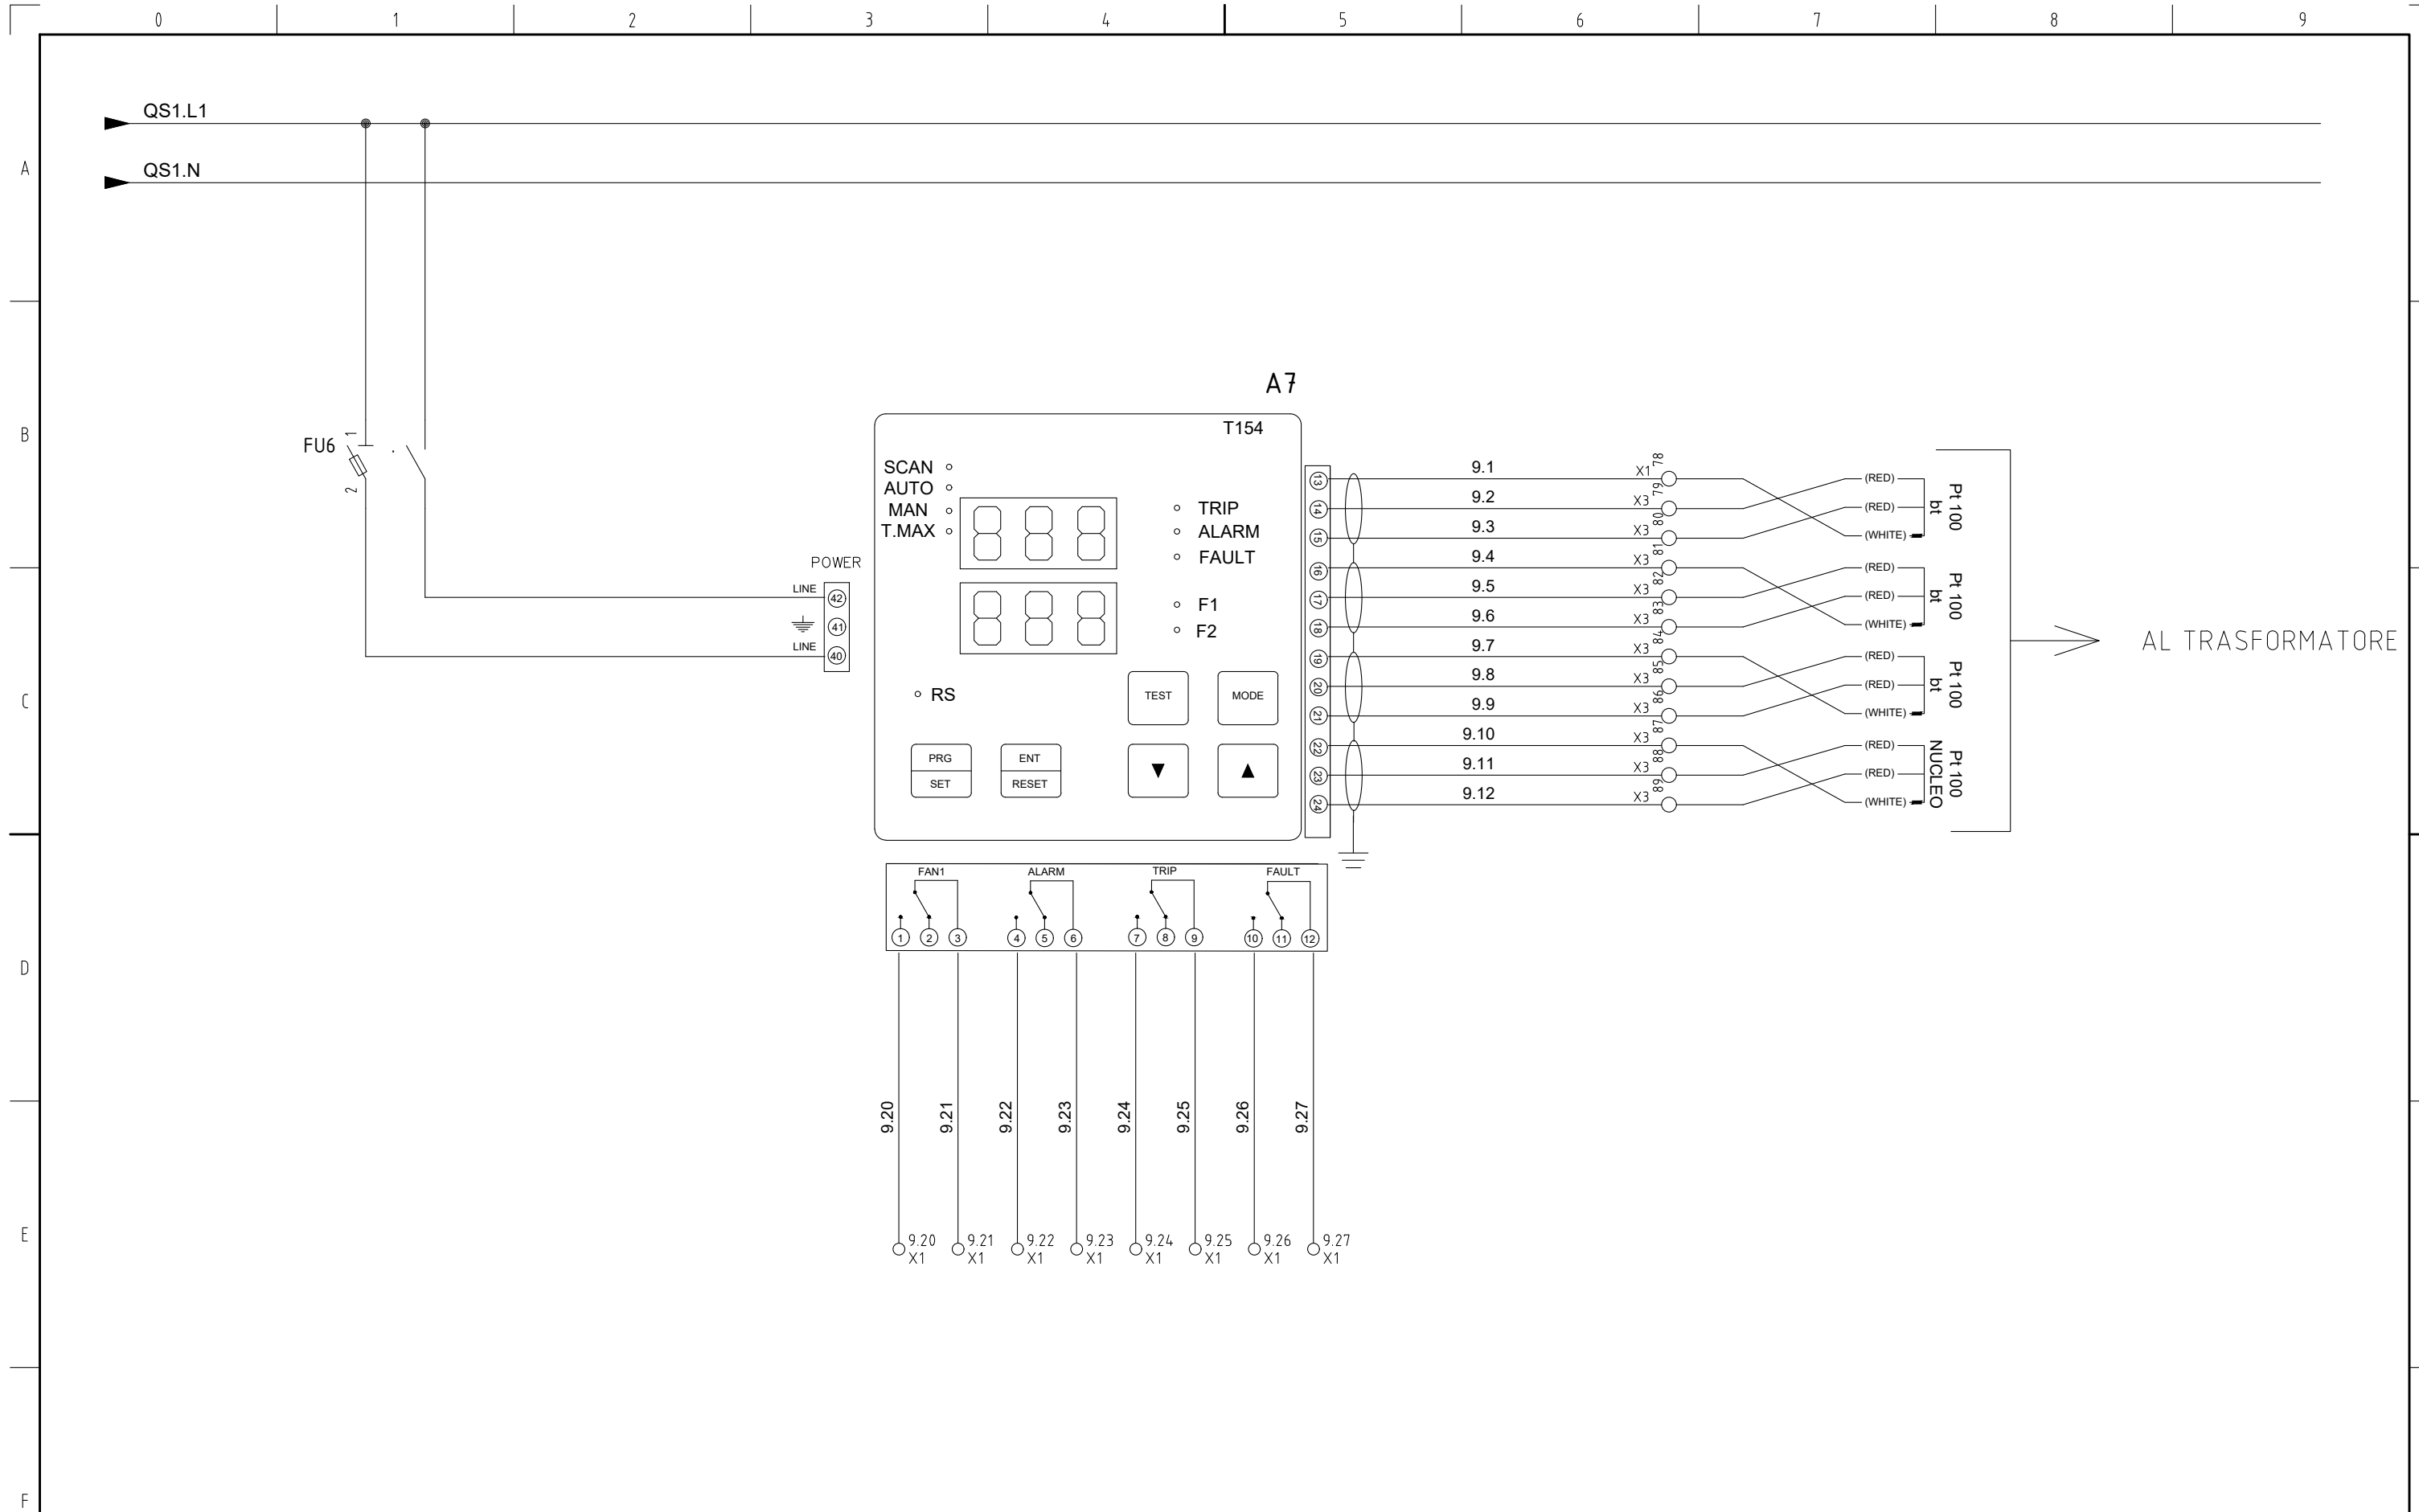 0 1 2 3 4 5 6 7 8 9
QS1.L1
A
QS1.N
A7
B
FU6 1
2
T154
SCAN
AUTO
MAN
T.MAX
TRIP
ALARM
FAULT
F1
F2
POWER
LINE 42
41
LINE 40
RS
TEST MODE
PRG
SET
ENT
RESET
▼ ▲
13 9.1 X1 78 (RED)
14 9.2 X3 79 (RED)
15 9.3 X3 80 (WHITE)
Pt 100
bt
16 9.4 X3 81 (RED)
17 9.5 X3 82 (RED)
18 9.6 X3 83 (WHITE)
Pt 100
bt
19 9.7 X3 84 (RED)
20 9.8 X3 85 (RED)
21 9.9 X3 86 (WHITE)
Pt 100
bt
22 9.10 X3 87 (RED)
23 9.11 X3 88 (RED)
24 9.12 X3 89 (WHITE)
Pt 100
NUCLEO
AL TRASFORMATORE
C
FAN1 ALARM TRIP FAULT
1 2 3 4 5 6 7 8 9 10 11 12
D
9.20 9.21 9.22 9.23 9.24 9.25 9.26 9.27
E
9.20 9.21 9.22 9.23 9.24 9.25 9.26 9.27
X1 X1 X1 X1 X1 X1 X1 X1
F